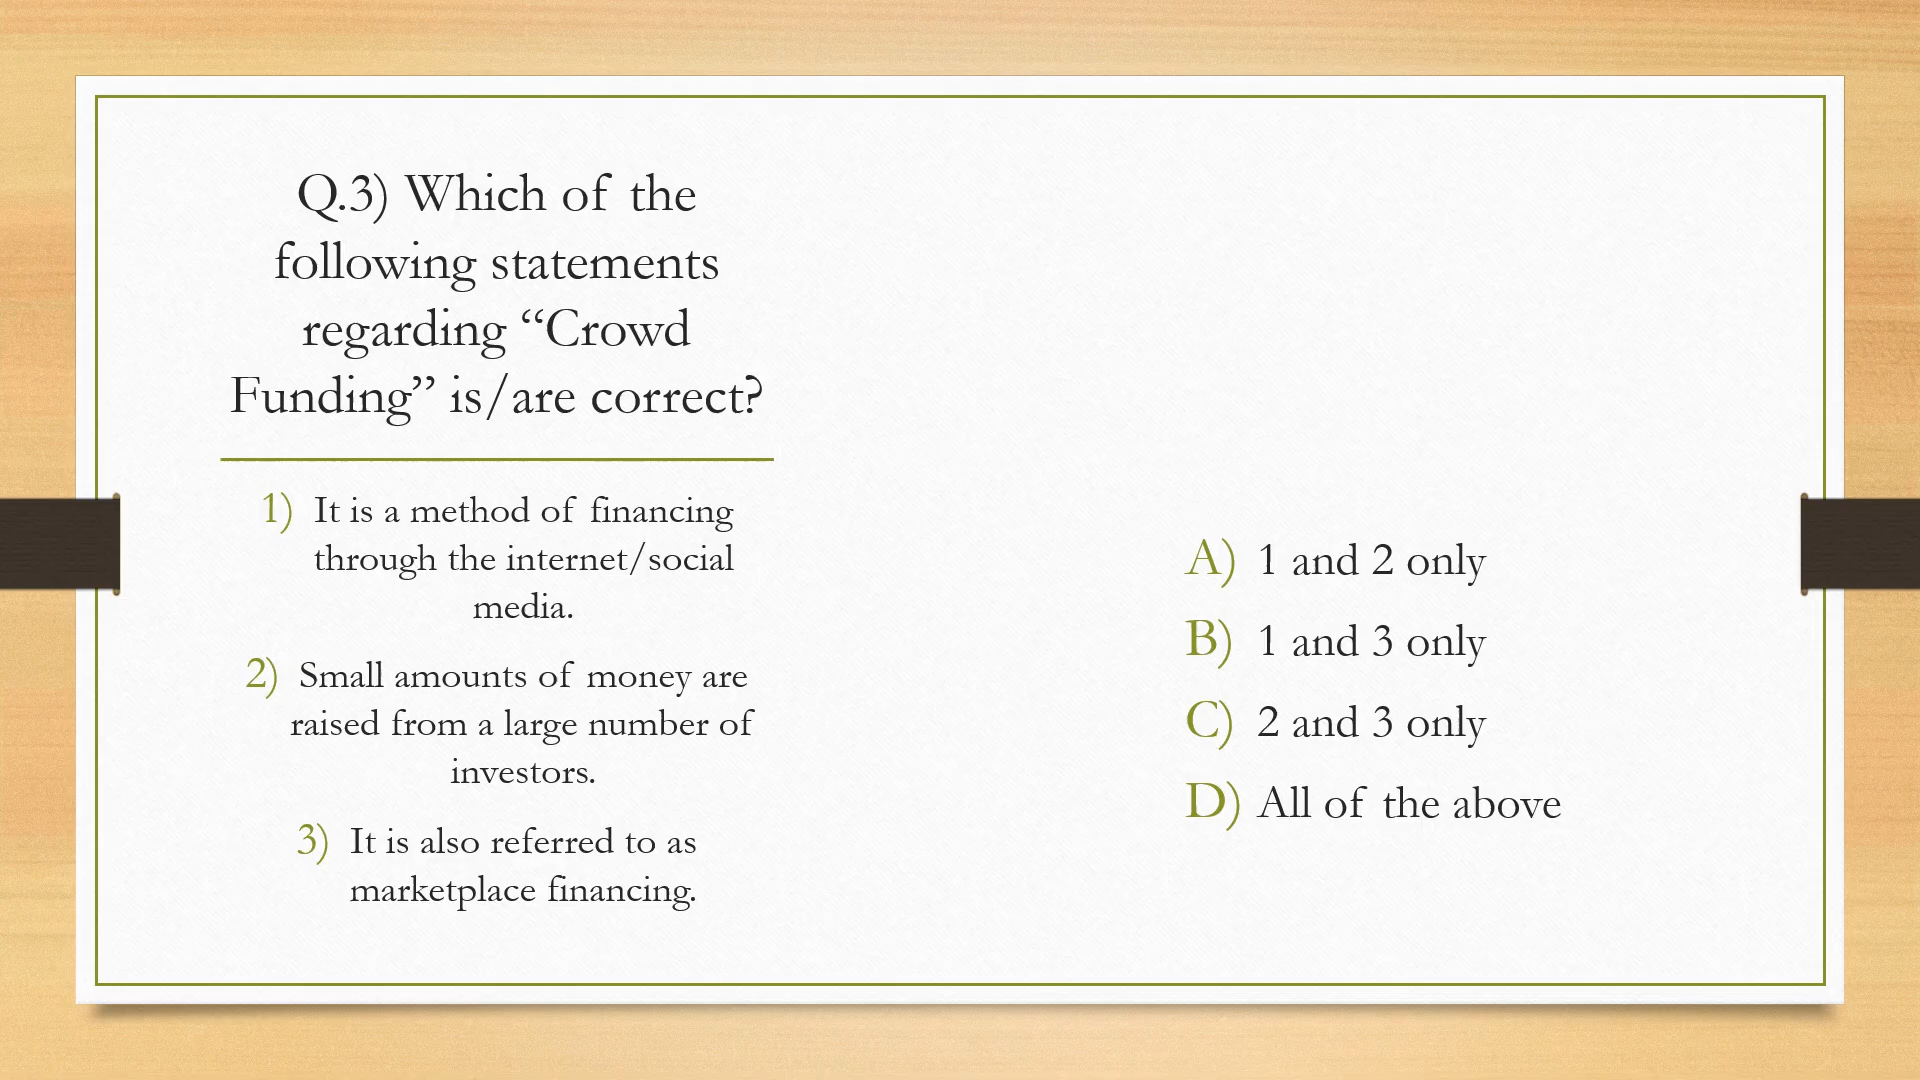 Q.3) Which of the
following statements
regarding “Crowd
Funding” is/are correct?
1) It is a method of financing
through the internet/social
media.
2) Small amounts of money are
raised from a large number of
investors.
3) It is also referred to as
marketplace financing.
A) 1 and 2 only
B) 1 and 3 only
C) 2 and 3 only
D) All of the above